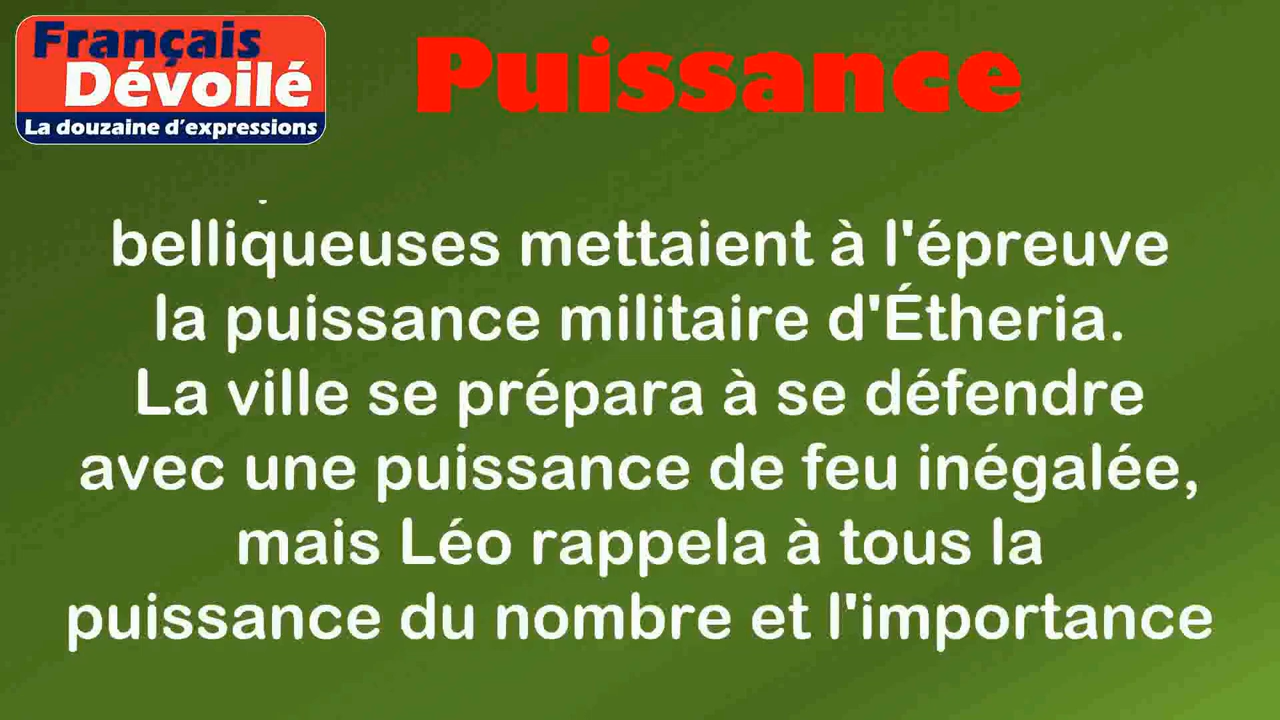 Français
Dévoilé
La douzaine d'expressions
Puissance
belliqueuses mettaient à l'épreuve
la puissance militaire d'Étheria.
La ville se prépara à se défendre
avec une puissance de feu inégalée,
mais Léo rappela à tous la
puissance du nombre et l'importance